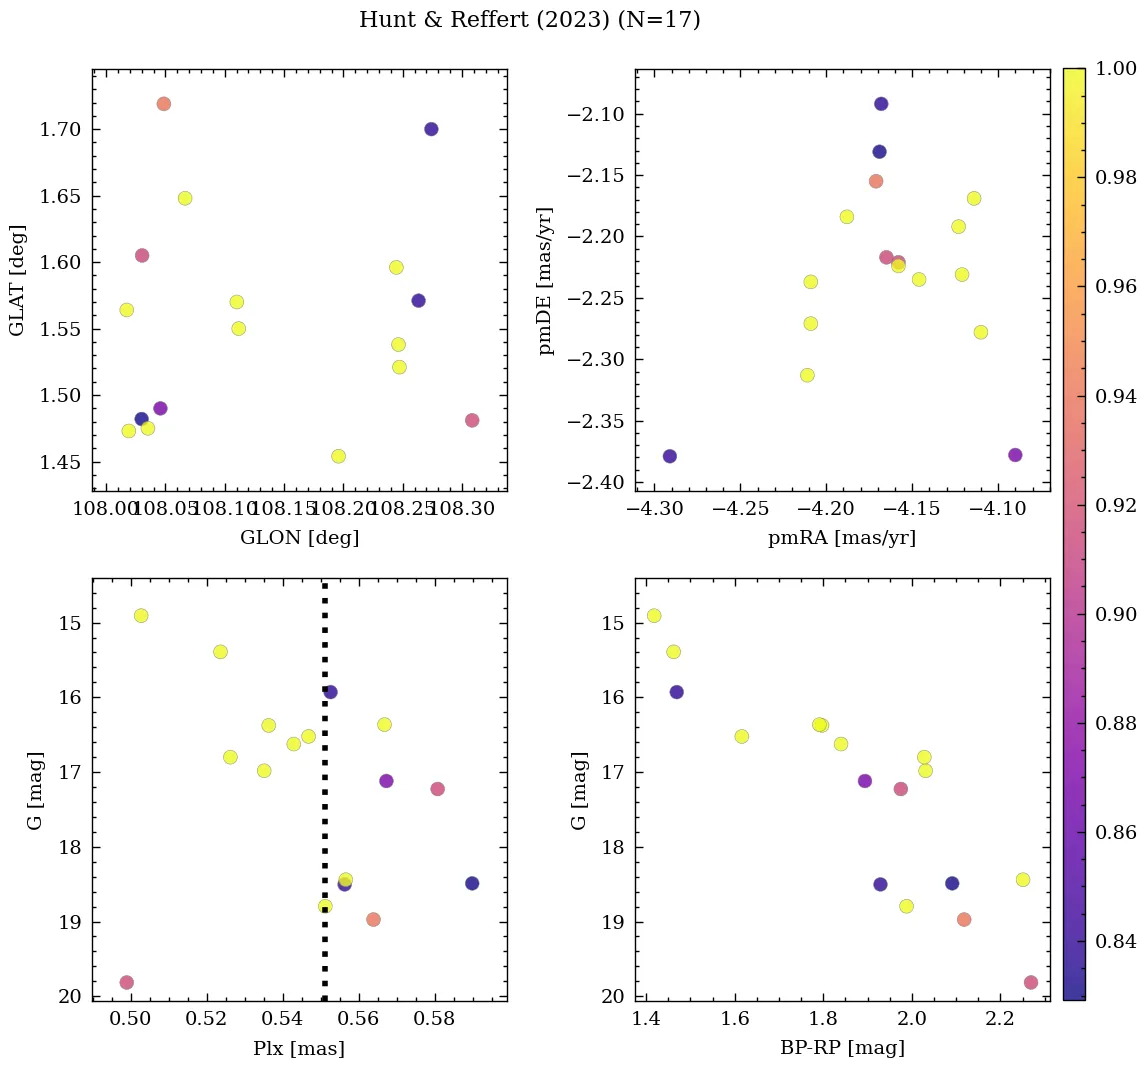 Hunt & Reffert (2023) (N=17)
GLAT [deg]
1.70
1.65
1.60
1.55
1.50
1.45
108.00 108.05 108.10 108.15 108.20 108.25 108.30
GLON [deg]
pmDE [mas/yr]
−2.10
−2.15
−2.20
−2.25
−2.30
−2.35
−2.40
−4.30 −4.25 −4.20 −4.15 −4.10
pmRA [mas/yr]
G [mag]
15
16
17
18
19
20
0.50 0.52 0.54 0.56 0.58
Plx [mas]
G [mag]
15
16
17
18
19
20
1.4 1.6 1.8 2.0 2.2
BP-RP [mag]
1.00
0.98
0.96
0.94
0.92
0.90
0.88
0.86
0.84